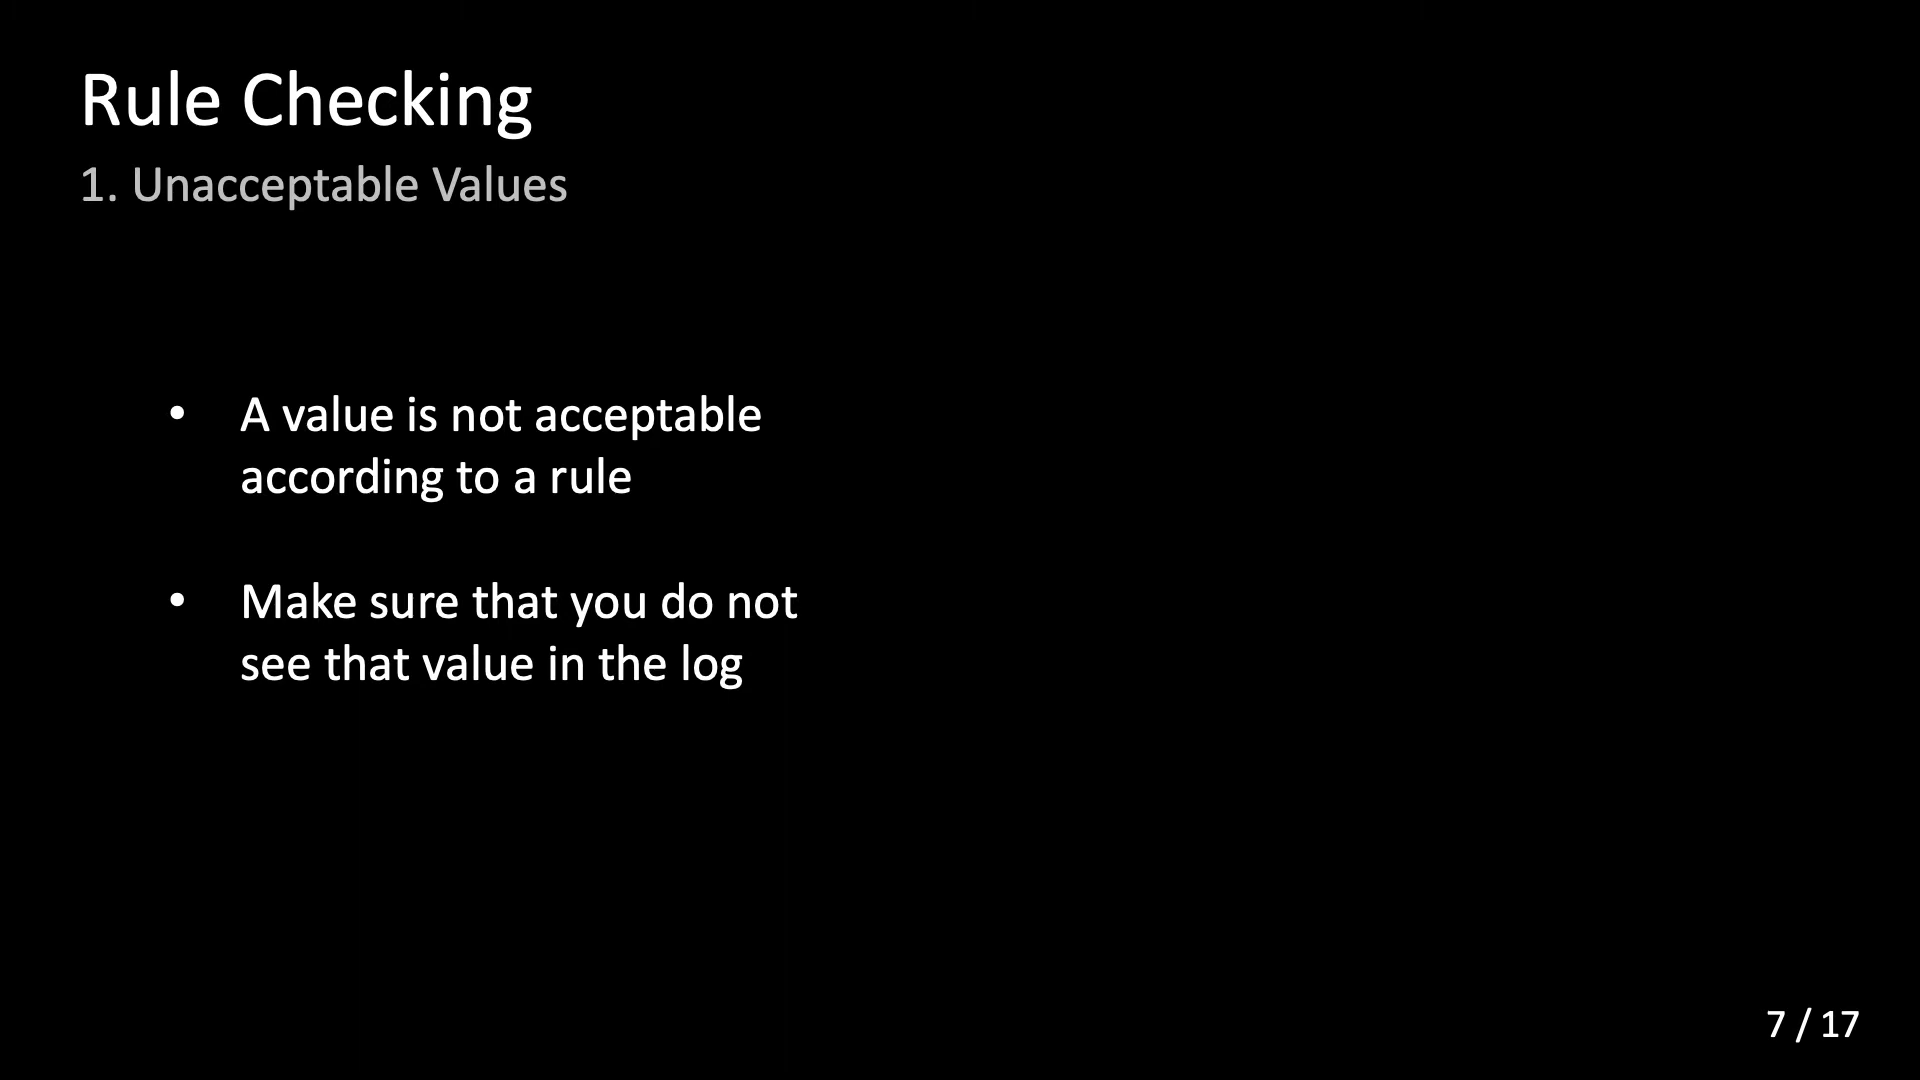 Rule Checking
1. Unacceptable Values
• A value is not acceptable
according to a rule
• Make sure that you do not
see that value in the log
7 / 17